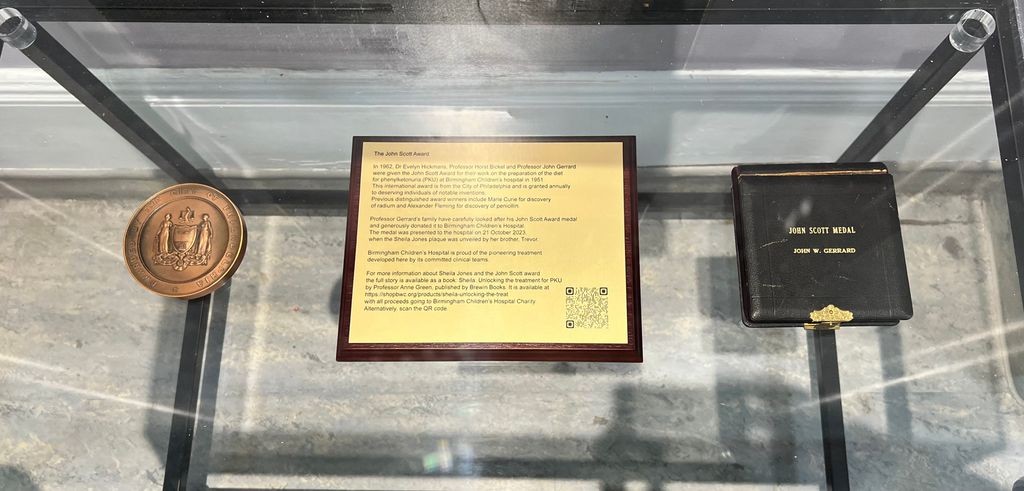 The John Scott Award
In 1962, Dr Evelyn Hickmans, Professor Horst Bickel and Professor John Gerrard
were given the John Scott Award for their work on the preparation of the diet
for phenylketonuria (PKU) at Birmingham Children's hospital in 1951.
This international award is from the City of Philadelphia and is granted annually
to deserving individuals of notable inventions.
Previous distinguished award winners include Marie Curie for discovery
of radium and Alexander Fleming for discovery of penicillin.
Professor Gerrard's family have carefully looked after his John Scott Award medal
and generously donated it to Birmingham Children's Hospital.
The medal was presented to the hospital on 21 October 2023,
when the Sheila Jones plaque was unveiled by her brother, Trevor.
Birmingham Children's Hospital is proud of the pioneering treatment
developed here by its committed clinical teams.
For more information about Sheila Jones and the John Scott award
the full story is available as a book: Sheila: Unlocking the treatment for PKU
by Professor Anne Green, published by Brewin Books. It is available at
https://shopbwc.org/products/sheila-unlocking-the-treat
with all proceeds going to Birmingham Children's Hospital Charity.
Alternatively, scan the QR code.
JOHN SCOTT MEDAL
JOHN W. GERRARD